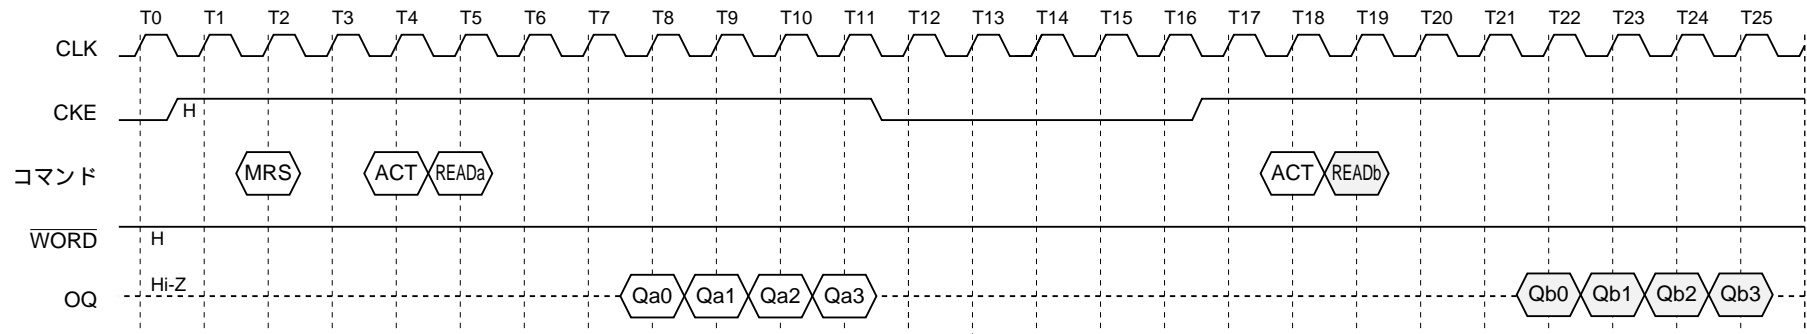 T0 T1 T2 T3 T4 T5 T6 T7 T8 T9 T10 T11 T12 T13 T14 T15 T16 T17 T18 T19 T20 T21 T22 T23 T24 T25
CLK
CKE H
コマンド MRS ACT READa ACT READb
WORD H
OQ Hi-Z Qa0 Qa1 Qa2 Qa3 Qb0 Qb1 Qb2 Qb3